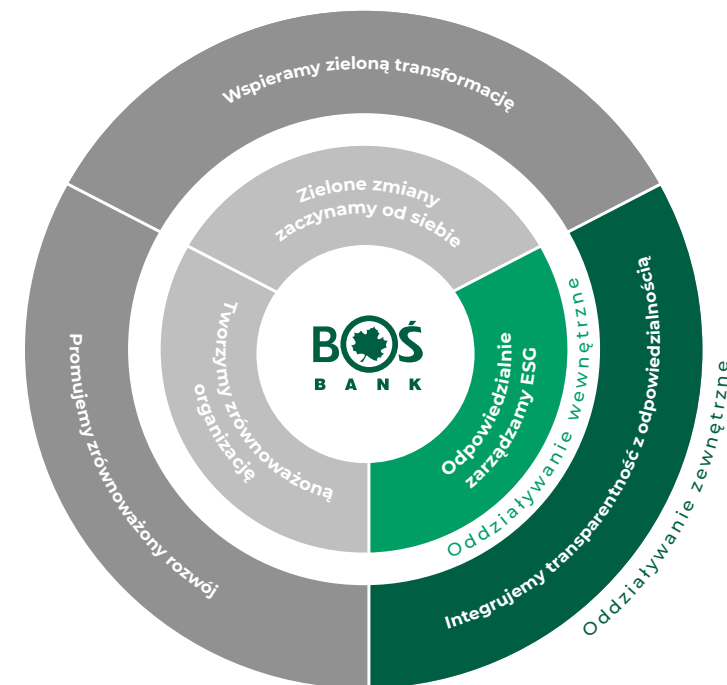 Wspieramy zieloną transformację
Zielone zmiany
zaczynamy od siebie
Promujemy zrównoważony rozwój
Tworzymy zrównoważoną
organizację
BOŚ
BANK
Odpowiedzialnie
zarządzamy ESG
Oddziaływanie wewnętrzne
Integrujemy transparentność z odpowiedzialnością
Oddziaływanie zewnętrzne